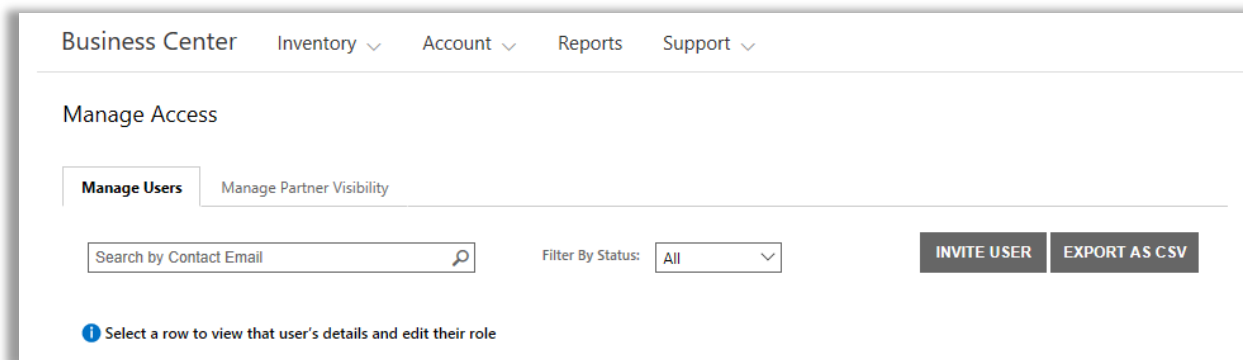 Business Center Inventory Account Reports Support
Manage Access
Manage Users Manage Partner Visibility
Search by Contact Email Filter By Status: All INVITE USER EXPORT AS CSV
Select a row to view that user's details and edit their role